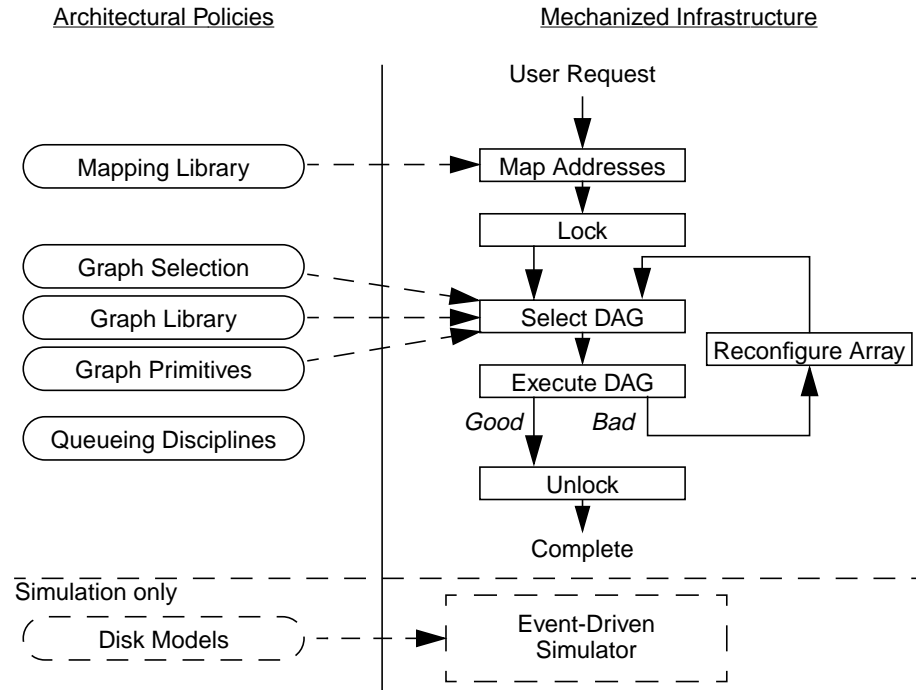 Architectural Policies
Mechanized Infrastructure
User Request
Mapping Library
Map Addresses
Lock
Graph Selection
Graph Library
Select DAG
Reconfigure Array
Graph Primitives
Execute DAG
Good
Bad
Queueing Disciplines
Unlock
Complete
Simulation only
Disk Models
Event-Driven
Simulator